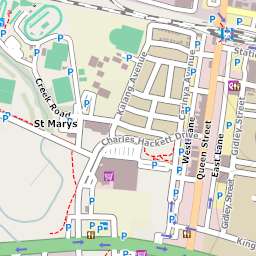 Station
Kalang Avenue
Carinya Avenue
Creek Road
St Marys
Charles Hackett Drive
West Lane
Queen Street
East Lane
Gidley Street
Gidley Street
King